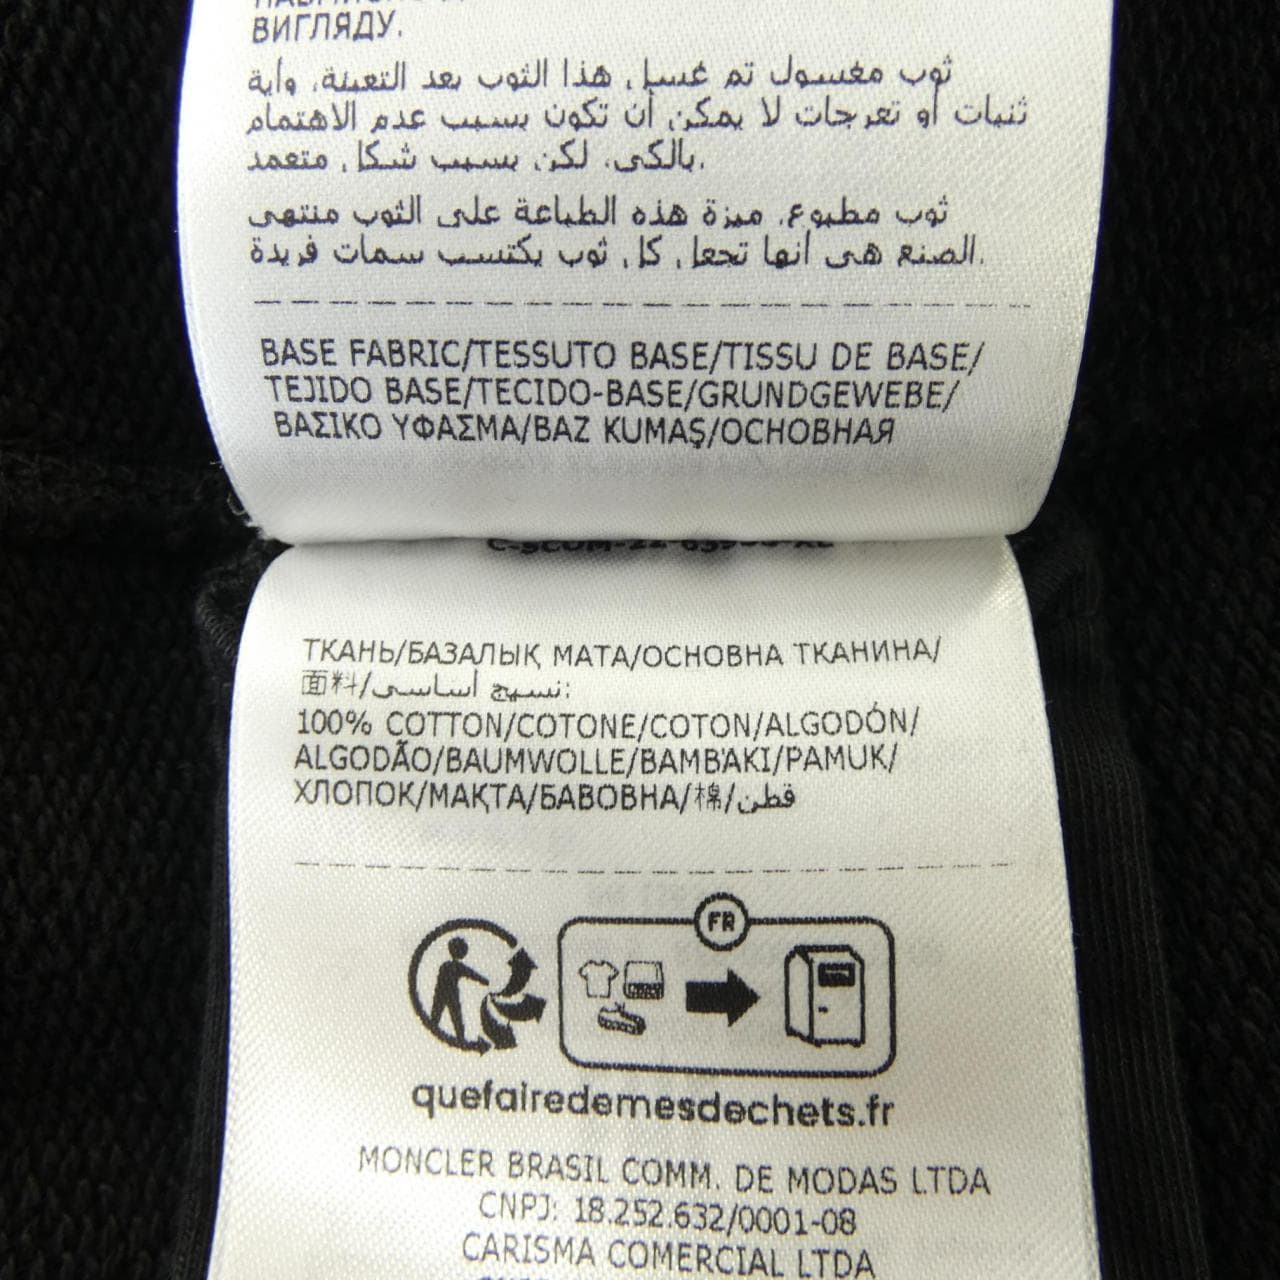 ВИГЛЯДУ.
ثوب مغسول تم غسل هذا الثوب بعد التعبئة. وأية
ثنيات أو تعرجات لا يمكن أن تكون بسبب عدم الاهتمام
بالكي. لكن بسبب شكل متعمد.
ثوب مطبوع. ميزة هذه الطباعة على الثوب منتهي
الصنع هي أنها تجعل كل ثوب يكتسب سمات فريدة.
BASE FABRIC/TESSUTO BASE/TISSU DE BASE/
TEJIDO BASE/TECIDO-BASE/GRUNDGEWEBE/
ΒΑΣΙΚΟ ΥΦΑΣΜΑ/BAZ KUMAŞ/ОСНОВНАЯ
ТКАНЬ/БАЗАЛЫҚ МАТА/ОСНОВНА ТКАНИНА/
面料/نسيج أساسي:
100% COTTON/COTONE/COTON/ALGODÓN/
ALGODÃO/BAUMWOLLE/ΒΑΜΒΆΚΙ/PAMUK/
ХЛОПОК/МАҚТА/БАВОВНА/棉/قطن
FR
quefairedemesdechets.fr
MONCLER BRASIL COMM. DE MODAS LTDA
CNPJ: 18.252.632/0001-08
CARISMA COMERCIAL LTDA